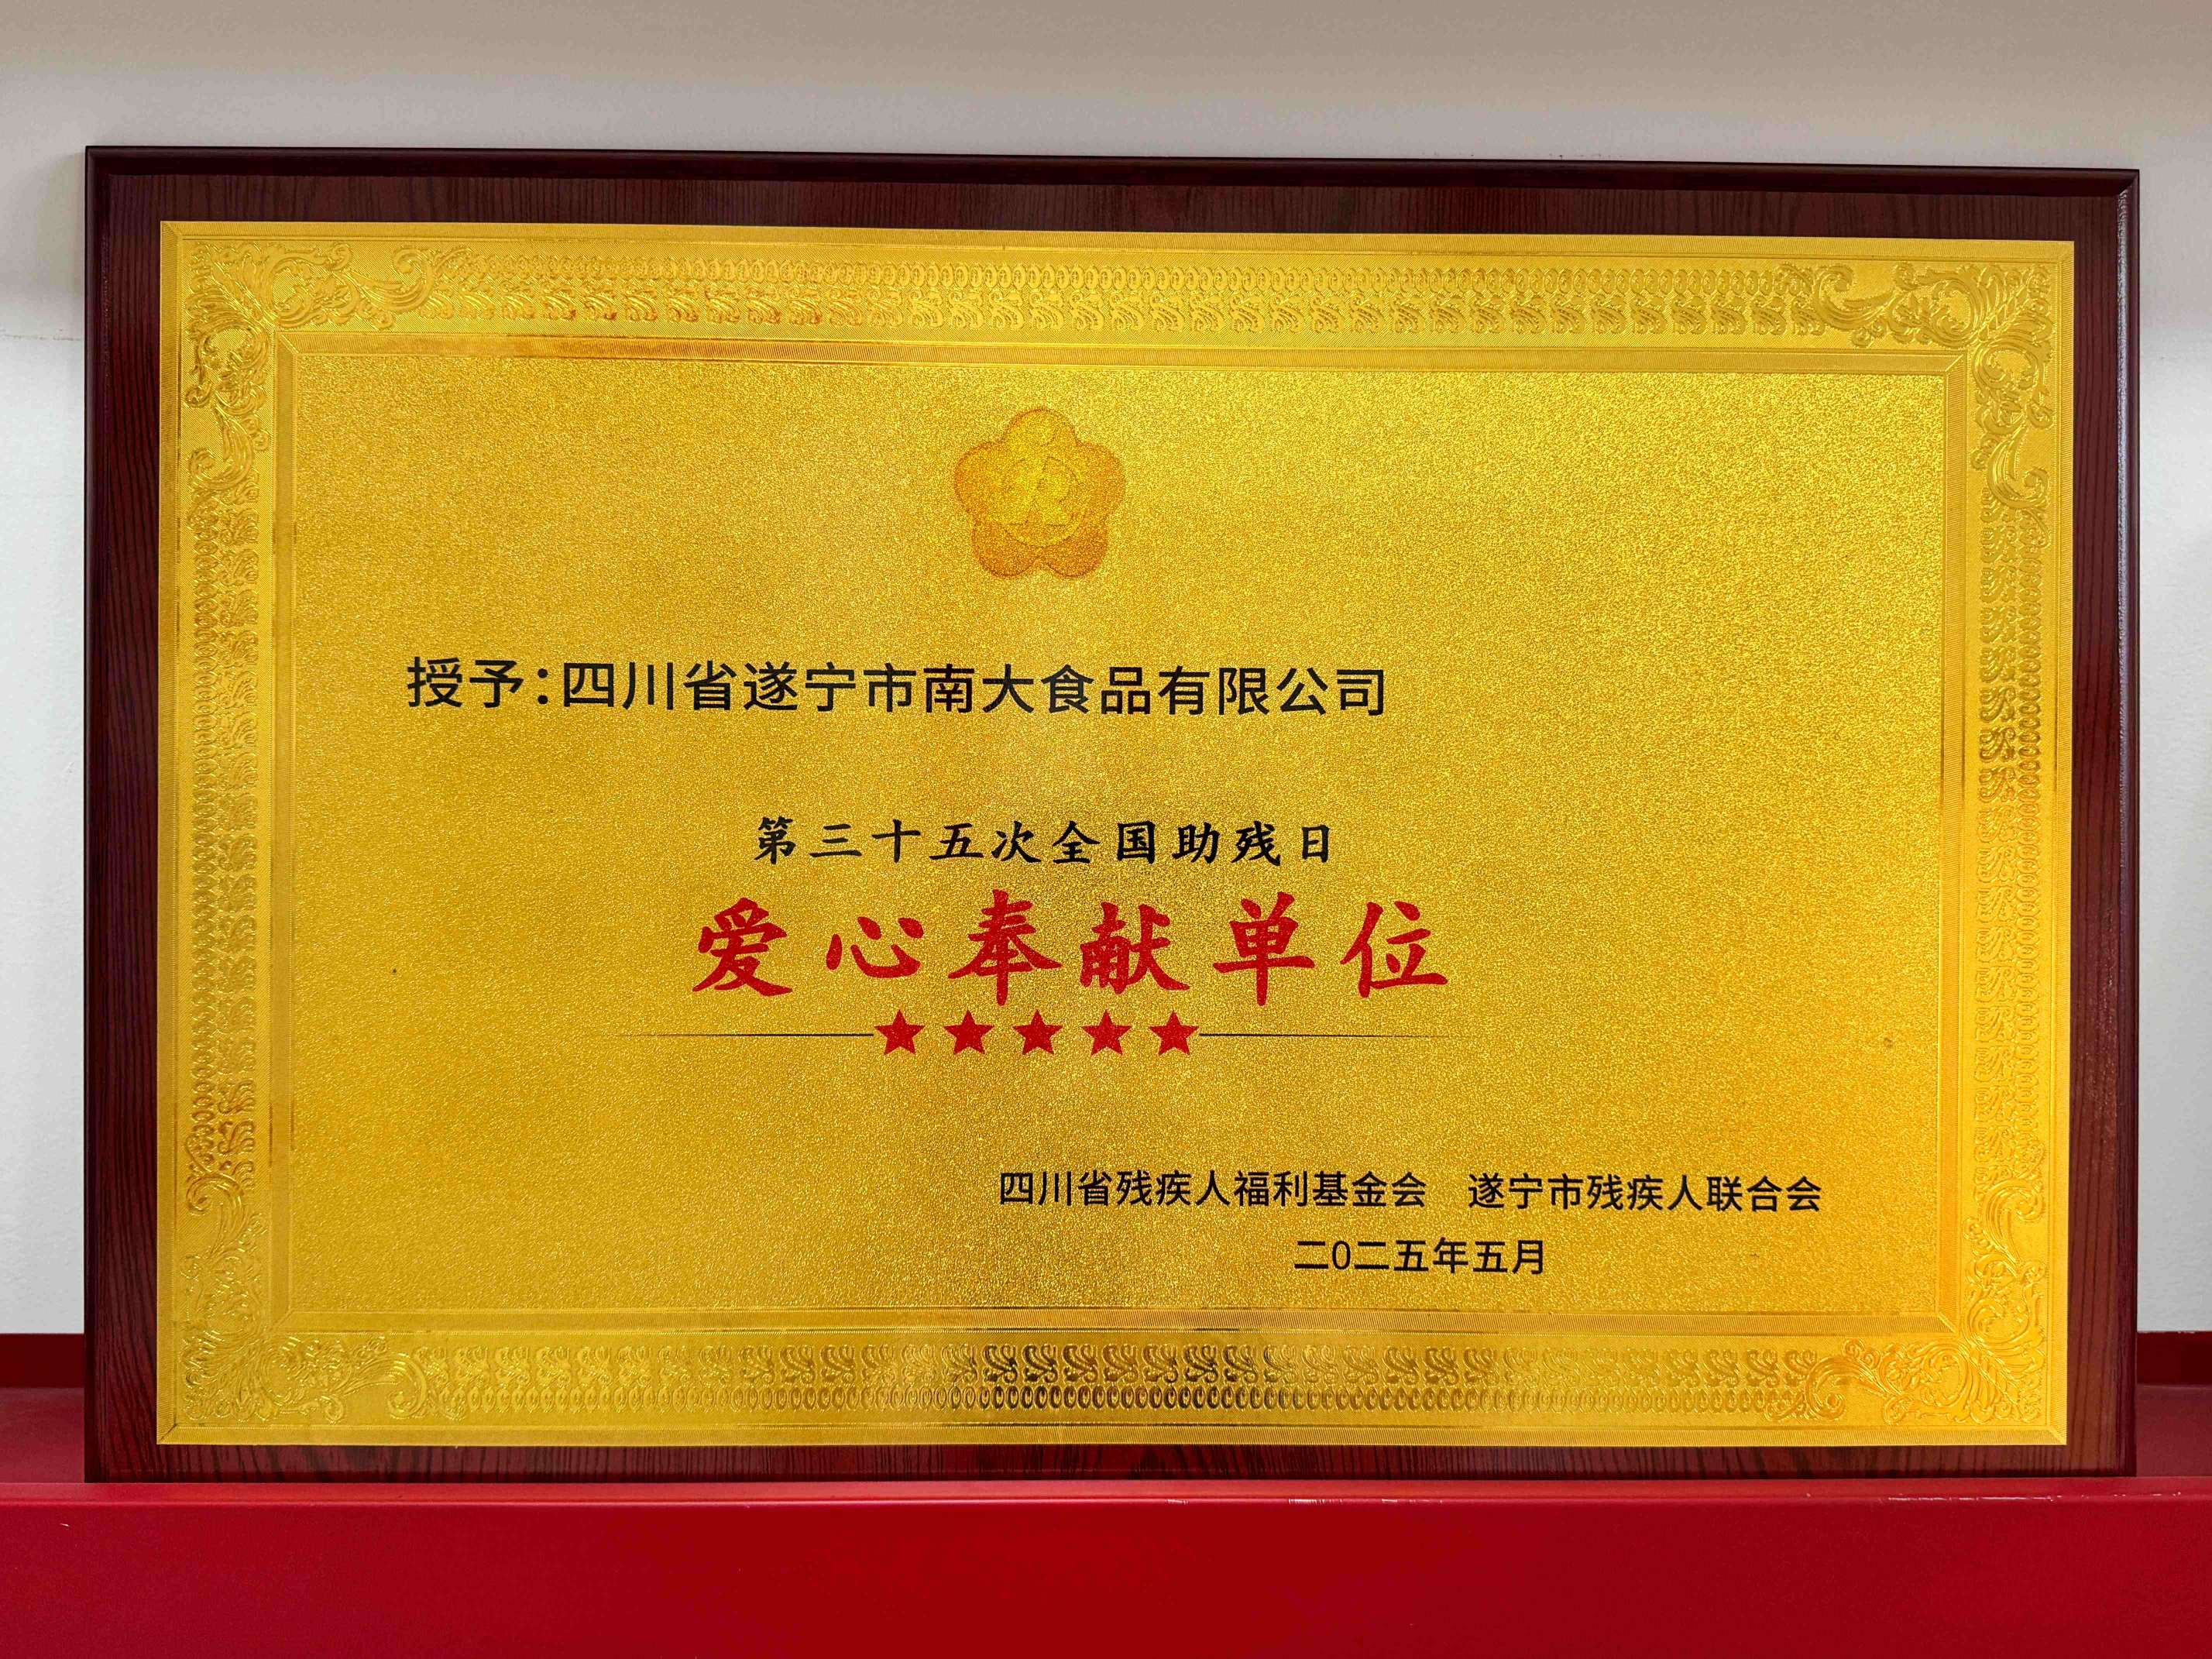 授予：四川省遂宁市南大食品有限公司
第三十五次全国助残日
爱心奉献单位
四川省残疾人福利基金会 遂宁市残疾人联合会
二0二五年五月